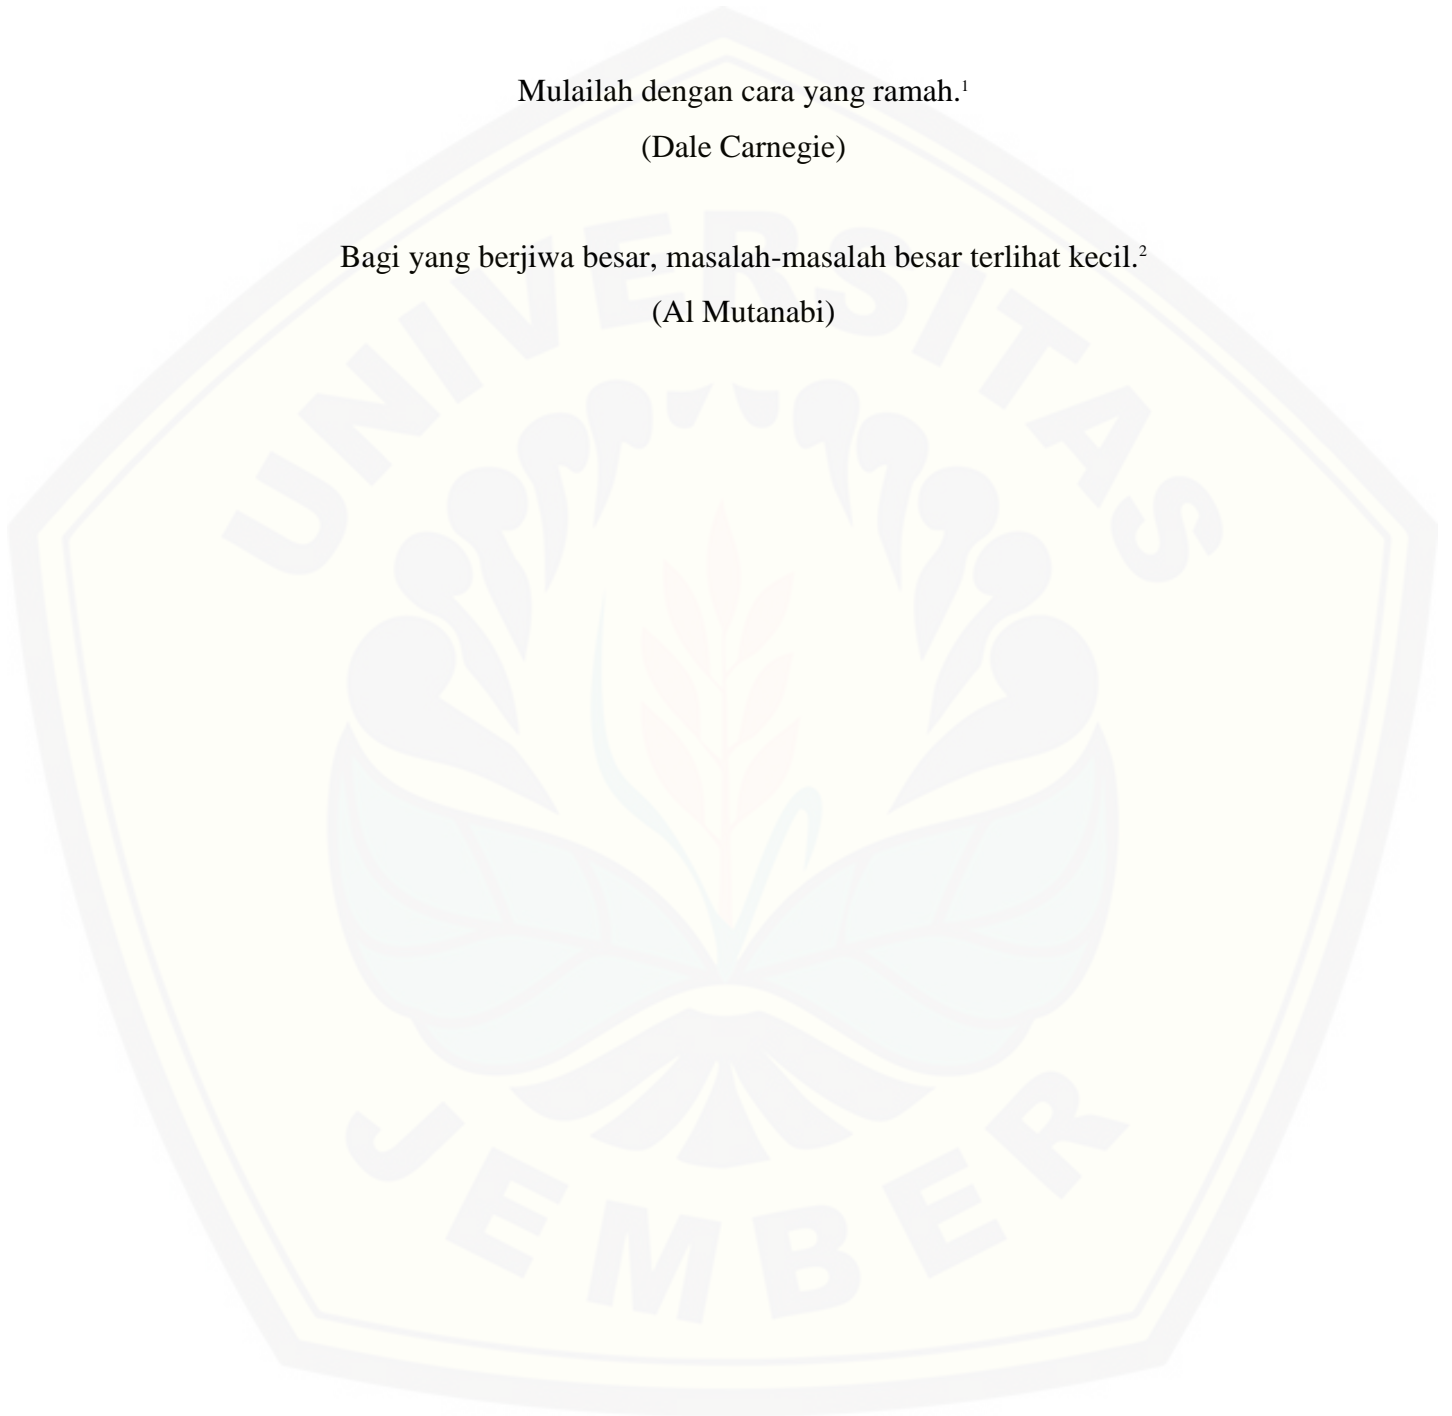 Mulailah dengan cara yang ramah.¹
(Dale Carnegie)
Bagi yang berjiwa besar, masalah-masalah besar terlihat kecil.²
(Al Mutanabi)
UNIVERSITAS
JEMBER